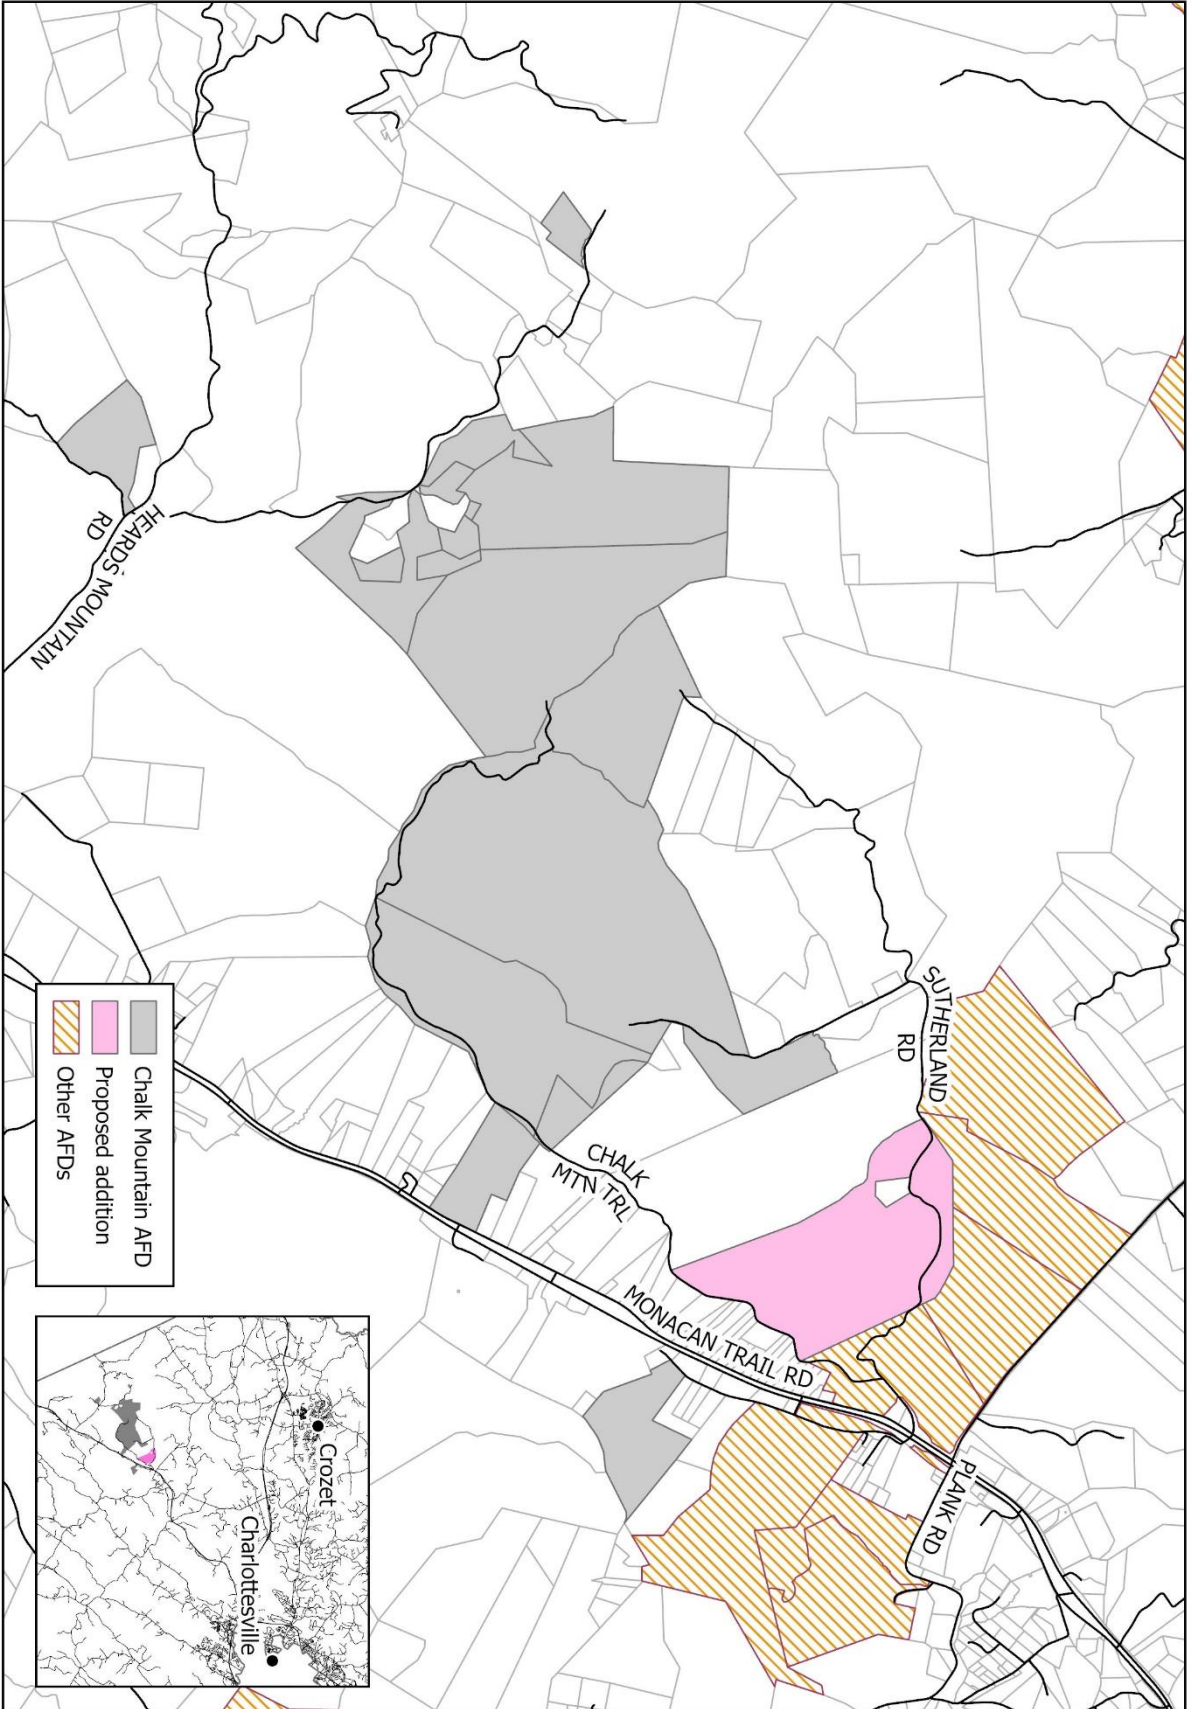 SUTHERLAND
RD
CHALK
MTN TRL
MONACAN TRAIL RD
PLANK RD
HEARDS MOUNTAIN
RD
Chalk Mountain AFD
Proposed addition
Other AFDs
Crozet
Charlottesville